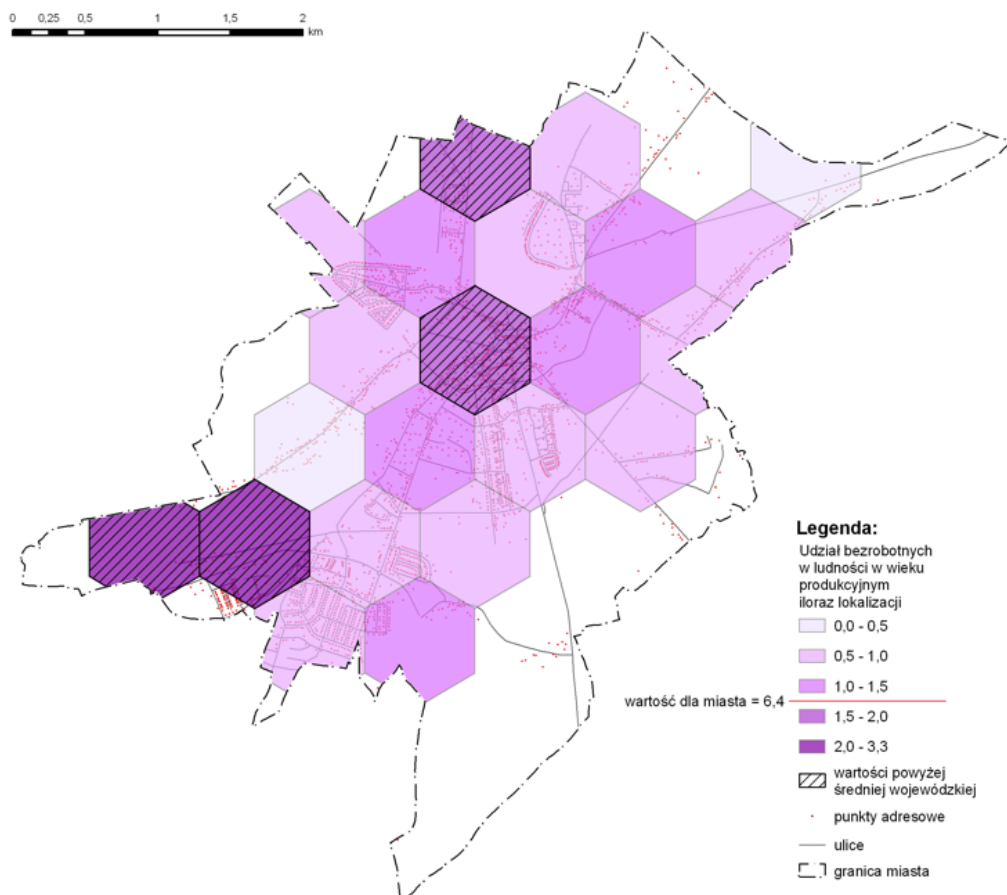 0 0,25 0,5 1 1,5 2
km
Legenda:
Udział bezrobotnych
w ludności w wieku
produkcyjnym
iloraz lokalizacji
0,0 - 0,5
0,5 - 1,0
1,0 - 1,5
wartość dla miasta = 6,4
1,5 - 2,0
2,0 - 3,3
wartości powyżej
średniej wojewódzkiej
punkty adresowe
ulice
granica miasta